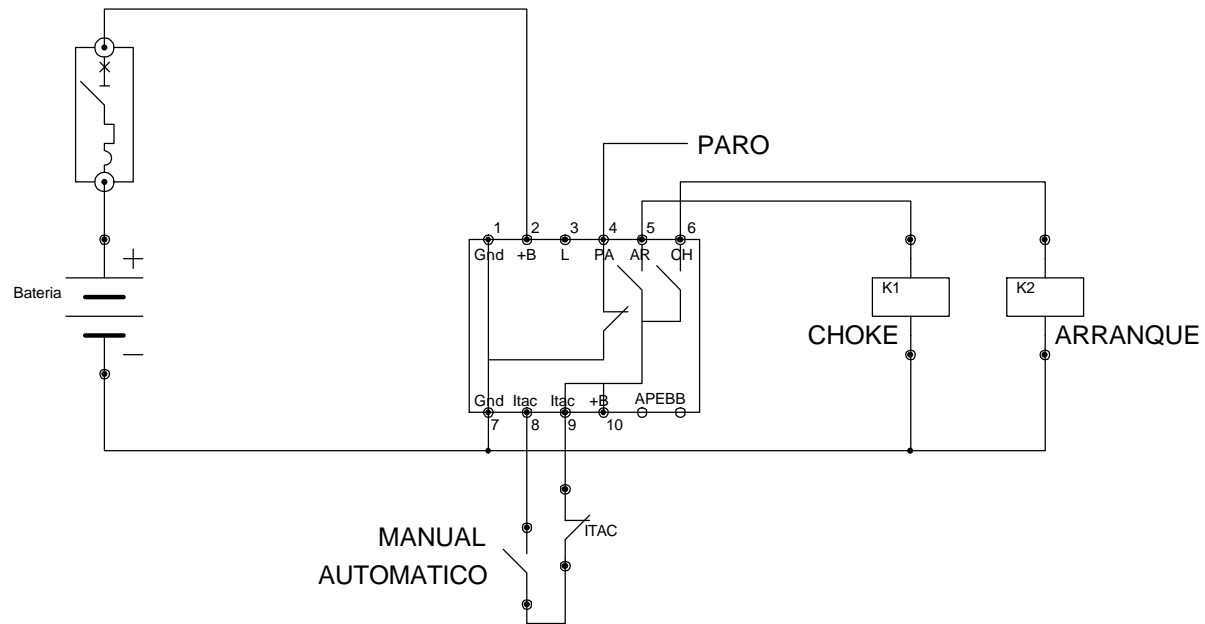 PARO
1 2 3 4 5 6
Gnd +B L PA AR CH
+
Bateria
K1 K2
CHOKE ARRANQUE
—
Gnd Itac Itac +B APEBB
7 8 9 10
MANUAL
ITAC
AUTOMATICO